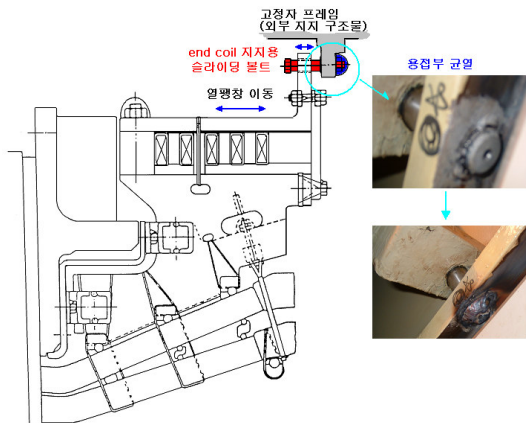 고정자 프레임
(외부 지지 구조물)
end coil 지지용
슬라이딩 볼트
열팽창 이동
용접부 균열